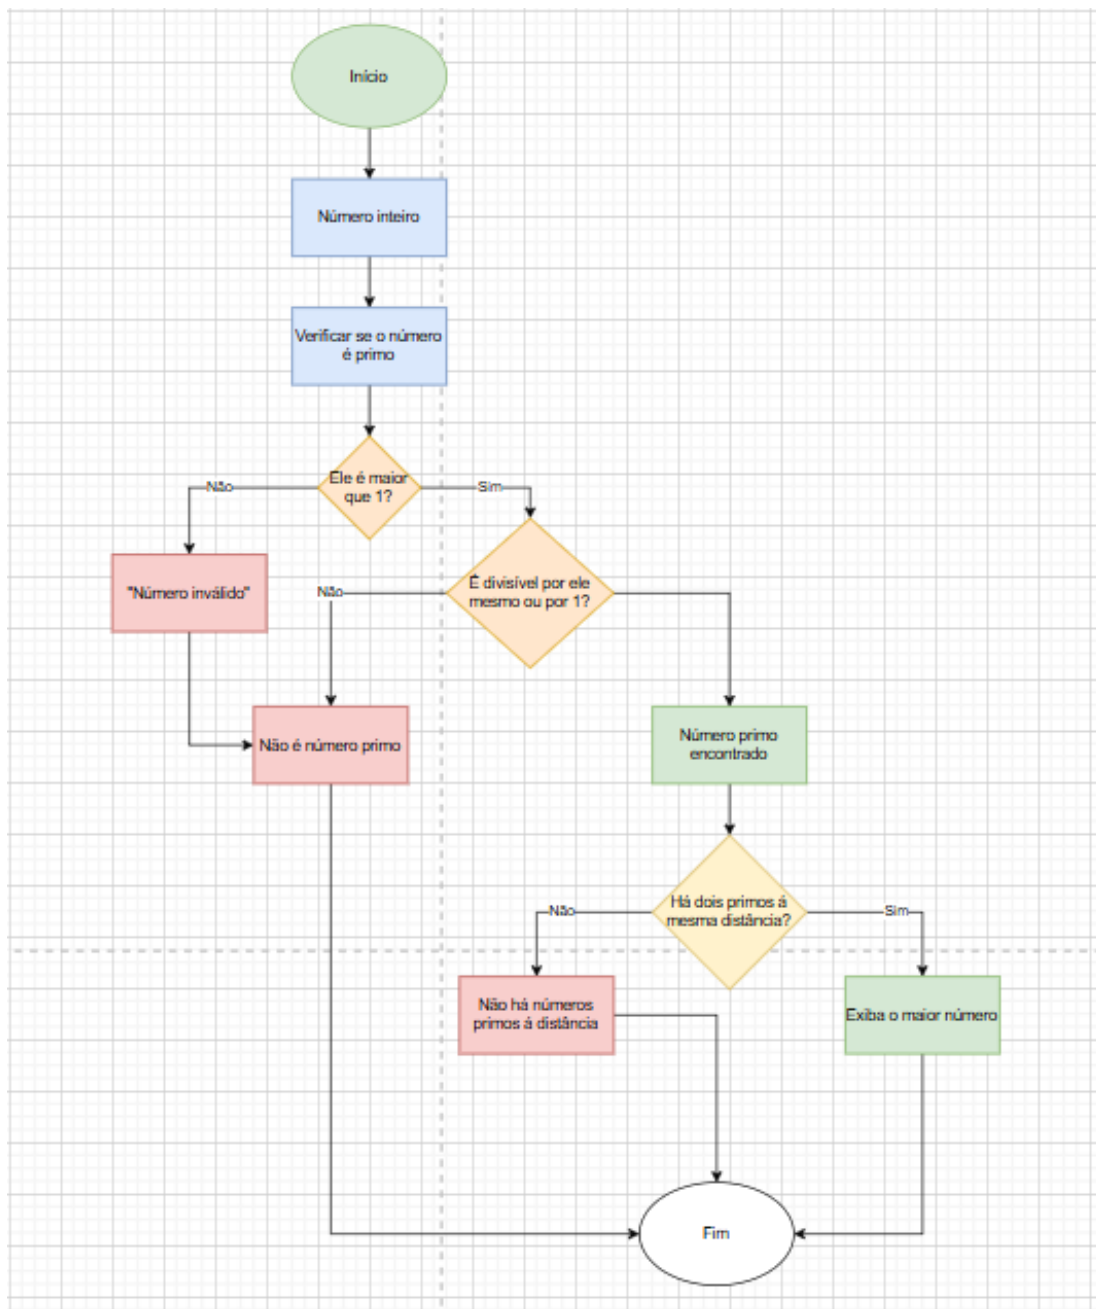 Início
Número inteiro
Verificar se o número
é primo
Ele é maior
que 1?
Não
Sim
"Número inválido"
É divisível por ele
mesmo ou por 1?
Não
Não é número primo
Número primo
encontrado
Há dois primos á
mesma distância?
Não
Sim
Não há números
primos á distância
Exiba o maior número
Fim